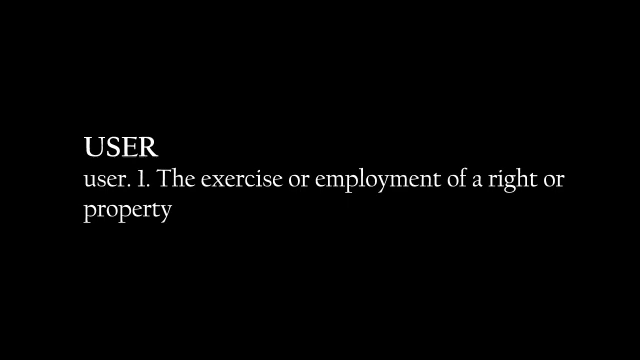 USER
user. 1. The exercise or employment of a right or
property